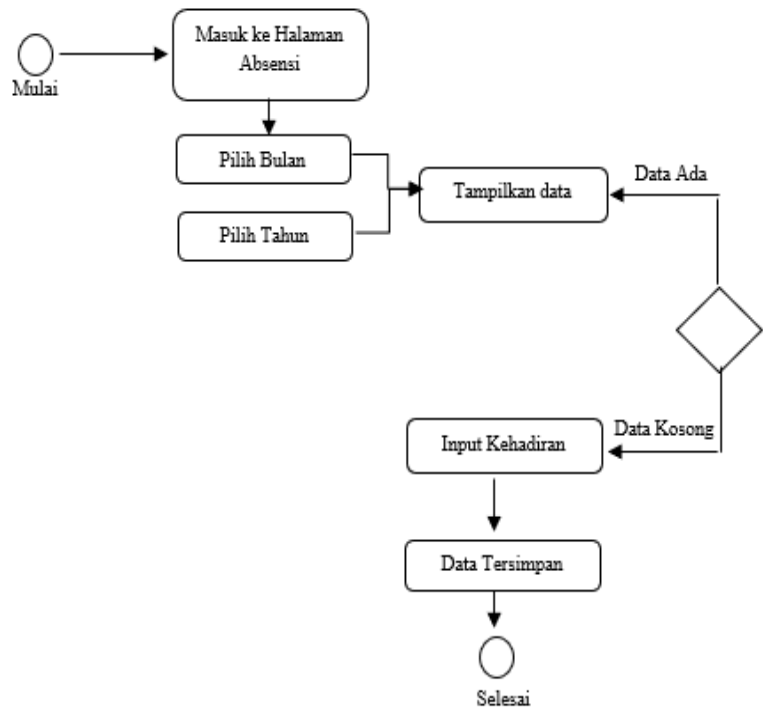 Masuk ke Halaman
Absensi
Mulai
Pilih Bulan
Pilih Tahun
Tampilkan data
Data Ada
Data Kosong
Input Kehadiran
Data Tersimpan
Selesai